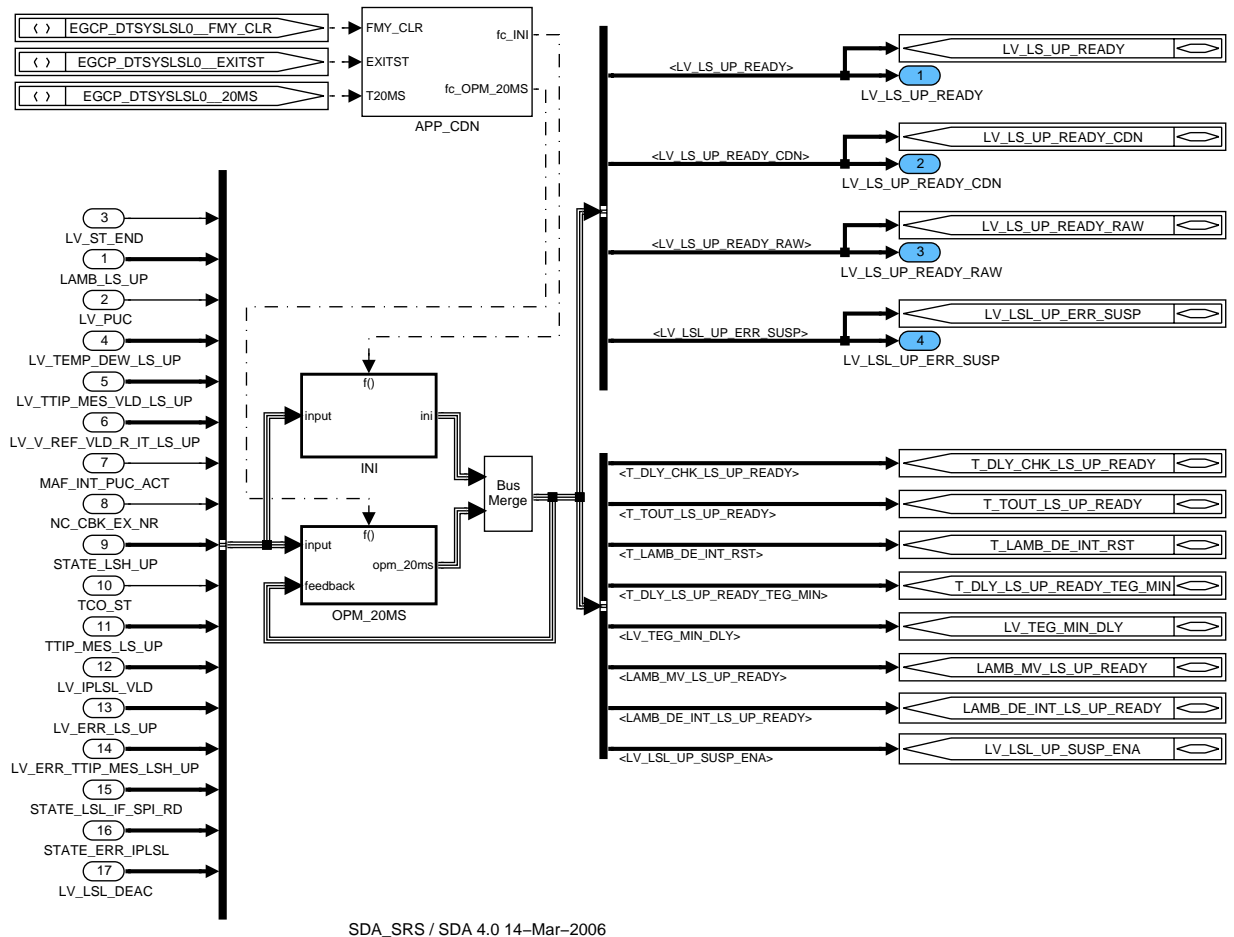 EGCP_DTSYSLSL0__FMY_CLR
EGCP_DTSYSLSL0__EXITST
EGCP_DTSYSLSL0__20MS
FMY_CLR
EXITST
T20MS
fc_INI
fc_OPM_20MS
APP_CDN
3
LV_ST_END
1
LAMB_LS_UP
2
LV_PUC
4
LV_TEMP_DEW_LS_UP
5
LV_TTIP_MES_VLD_LS_UP
6
LV_V_REF_VLD_R_IT_LS_UP
7
MAF_INT_PUC_ACT
8
NC_CBK_EX_NR
9
STATE_LSH_UP
10
TCO_ST
11
TTIP_MES_LS_UP
12
LV_IPLSL_VLD
13
LV_ERR_LS_UP
14
LV_ERR_TTIP_MES_LSH_UP
15
STATE_LSL_IF_SPI_RD
16
STATE_ERR_IPLSL
17
LV_LSL_DEAC
f()
input
ini
INI
f()
input
opm_20ms
feedback
OPM_20MS
Bus
Merge
<LV_LS_UP_READY>
LV_LS_UP_READY
1
LV_LS_UP_READY
<LV_LS_UP_READY_CDN>
LV_LS_UP_READY_CDN
2
LV_LS_UP_READY_CDN
<LV_LS_UP_READY_RAW>
LV_LS_UP_READY_RAW
3
LV_LS_UP_READY_RAW
<LV_LSL_UP_ERR_SUSP>
LV_LSL_UP_ERR_SUSP
4
LV_LSL_UP_ERR_SUSP
<T_DLY_CHK_LS_UP_READY>
T_DLY_CHK_LS_UP_READY
<T_TOUT_LS_UP_READY>
T_TOUT_LS_UP_READY
<T_LAMB_DE_INT_RST>
T_LAMB_DE_INT_RST
<T_DLY_LS_UP_READY_TEG_MIN>
T_DLY_LS_UP_READY_TEG_MIN
<LV_TEG_MIN_DLY>
LV_TEG_MIN_DLY
<LAMB_MV_LS_UP_READY>
LAMB_MV_LS_UP_READY
<LAMB_DE_INT_LS_UP_READY>
LAMB_DE_INT_LS_UP_READY
<LV_LSL_UP_SUSP_ENA>
LV_LSL_UP_SUSP_ENA
SDA_SRS / SDA 4.0 14−Mar−2006